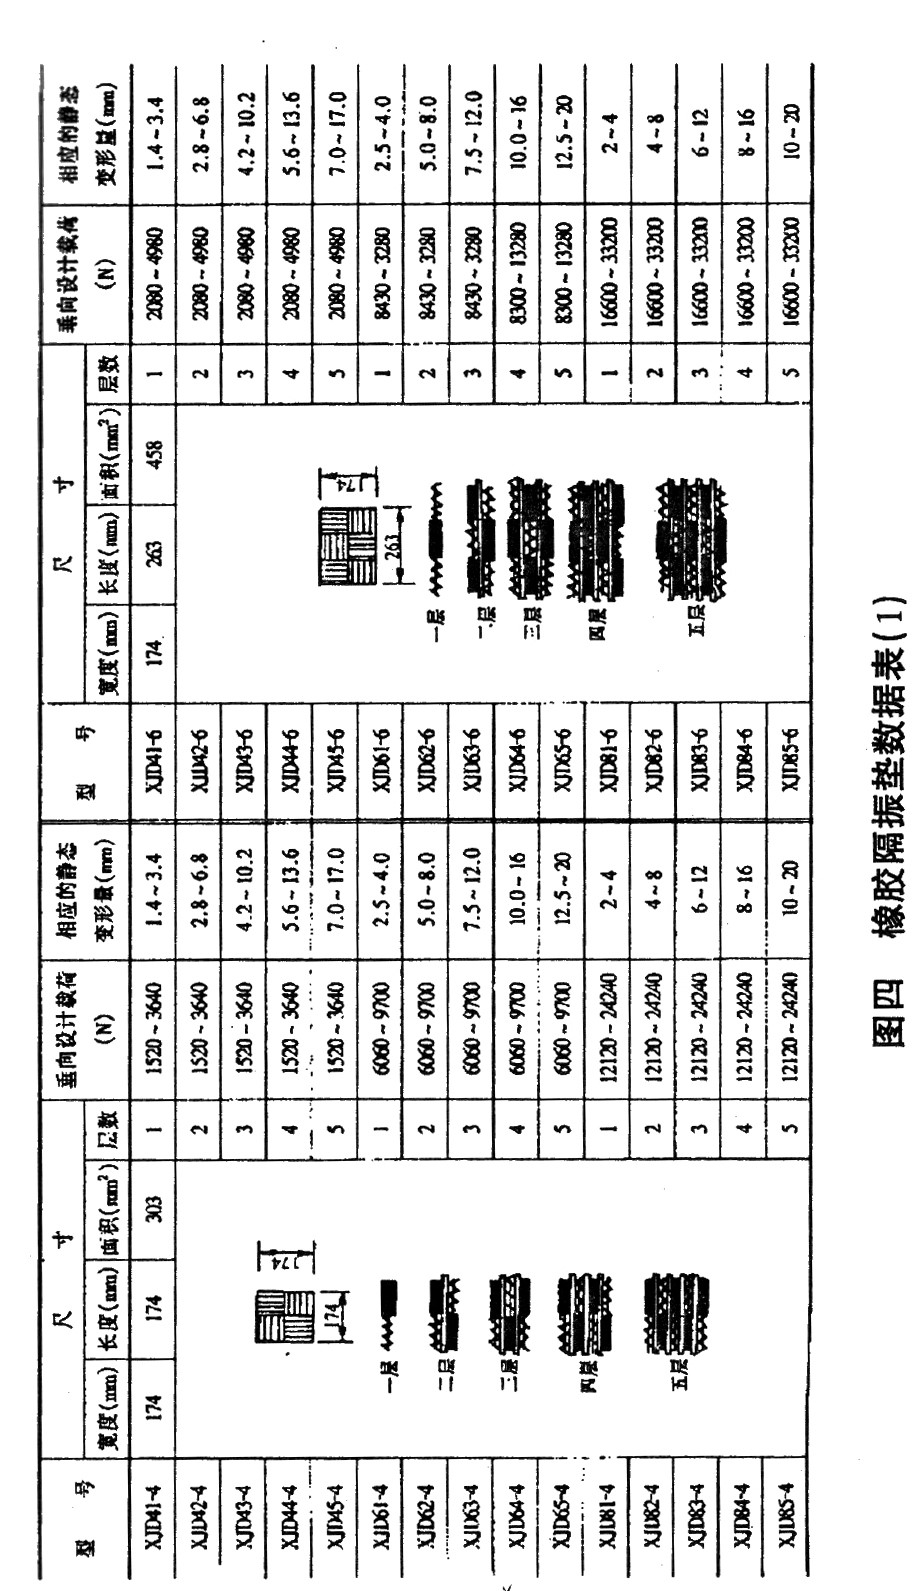 型 号 尺 寸 垂向设计载荷(N) 相应的静态变形量(mm) 型 号 尺 寸 垂向设计载荷(N) 相应的静态变形量(mm)
宽度(mm) 长度(mm) 面积(mm²) 层数 宽度(mm) 长度(mm) 面积(mm²) 层数
XJD41-4 174 174 303 1 1520~3640 1.4~3.4 XJD41-6 174 263 458 1 2080~4980 1.4~3.4
XJD42-4 2 1520~3640 2.8~6.8 XJD42-6 2 2080~4980 2.8~6.8
XJD43-4 3 1520~3640 4.2~10.2 XJD43-6 3 2080~4980 4.2~10.2
XJD44-4 4 1520~3640 5.6~13.6 XJD44-6 4 2080~4980 5.6~13.6
XJD45-4 5 1520~3640 7.0~17.0 XJD45-6 5 2080~4980 7.0~17.0
XJD61-4 1 6060~9700 2.5~4.0 XJD61-6 1 8430~3280 2.5~4.0
XJD62-4 2 6060~9700 5.0~8.0 XJD62-6 2 8430~3280 5.0~8.0
XJD63-4 3 6060~9700 7.5~12.0 XJD63-6 3 8430~3280 7.5~12.0
XJD64-4 4 6060~9700 10.0~16 XJD64-6 4 8300~13280 10.0~16
XJD65-4 5 6060~9700 12.5~20 XJD65-6 5 8300~13280 12.5~20
XJD81-4 1 12120~24240 2~4 XJD81-6 1 16600~33200 2~4
XJD82-4 2 12120~24240 4~8 XJD82-6 2 16600~33200 4~8
XJD83-4 3 12120~24240 6~12 XJD83-6 3 16600~33200 6~12
XJD84-4 4 12120~24240 8~16 XJD84-6 4 16600~33200 8~16
XJD85-4 5 12120~24240 10~20 XJD85-6 5 16600~33200 10~20
174
174
一层
二层
三层
四层
五层
174
263
一层
二层
三层
四层
五层
图四 橡胶隔振垫数据表(1)